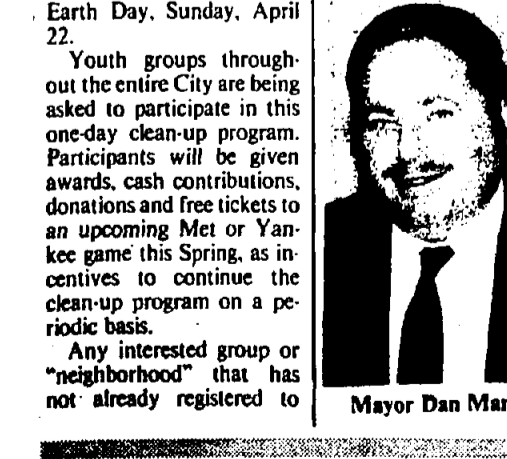 Earth Day, Sunday, April
22.
Youth groups through-
out the entire City are being
asked to participate in this
one-day clean-up program.
Participants will be given
awards, cash contributions,
donations and free tickets to
an upcoming Met or Yan-
kee game this Spring, as in-
centives to continue the
clean-up program on a pe-
riodic basis.
Any interested group or
"neighborhood" that has
not already registered to
Mayor Dan Mar